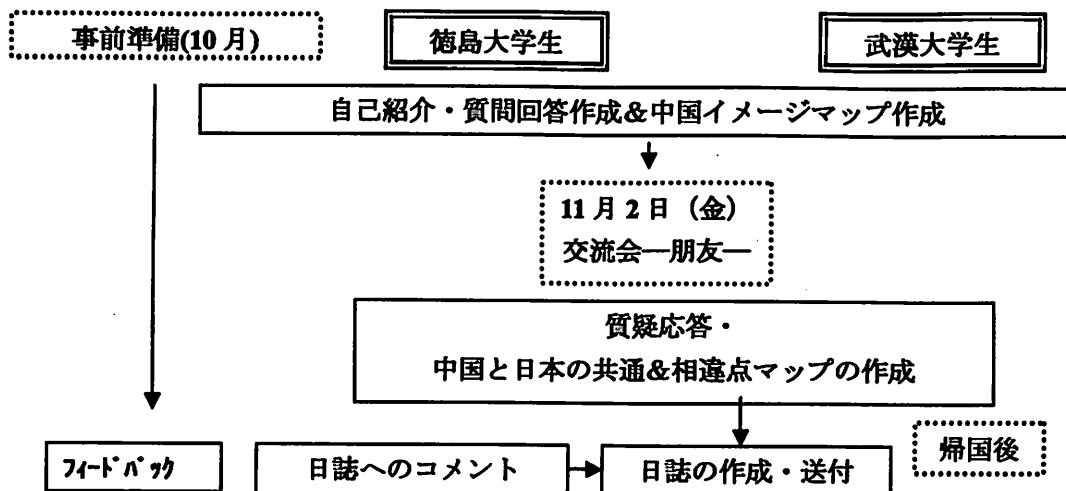 事前準備(10月)
徳島大学生
武漢大学生
自己紹介・質問回答作成&中国イメージマップ作成
11月2日（金）
交流会―朋友―
質疑応答・
中国と日本の共通&相違点マップの作成
帰国後
ﾌｨｰﾄﾞﾊﾞｯｸ
日誌へのコメント
日誌の作成・送付